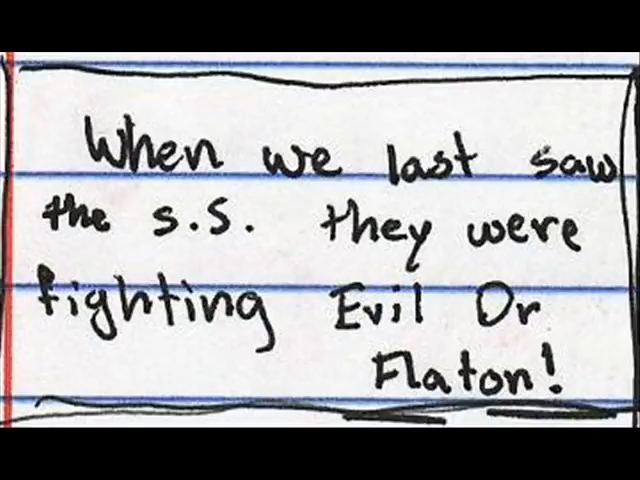 When we last saw
the s.s. they were
fighting Evil Dr
Flaton!